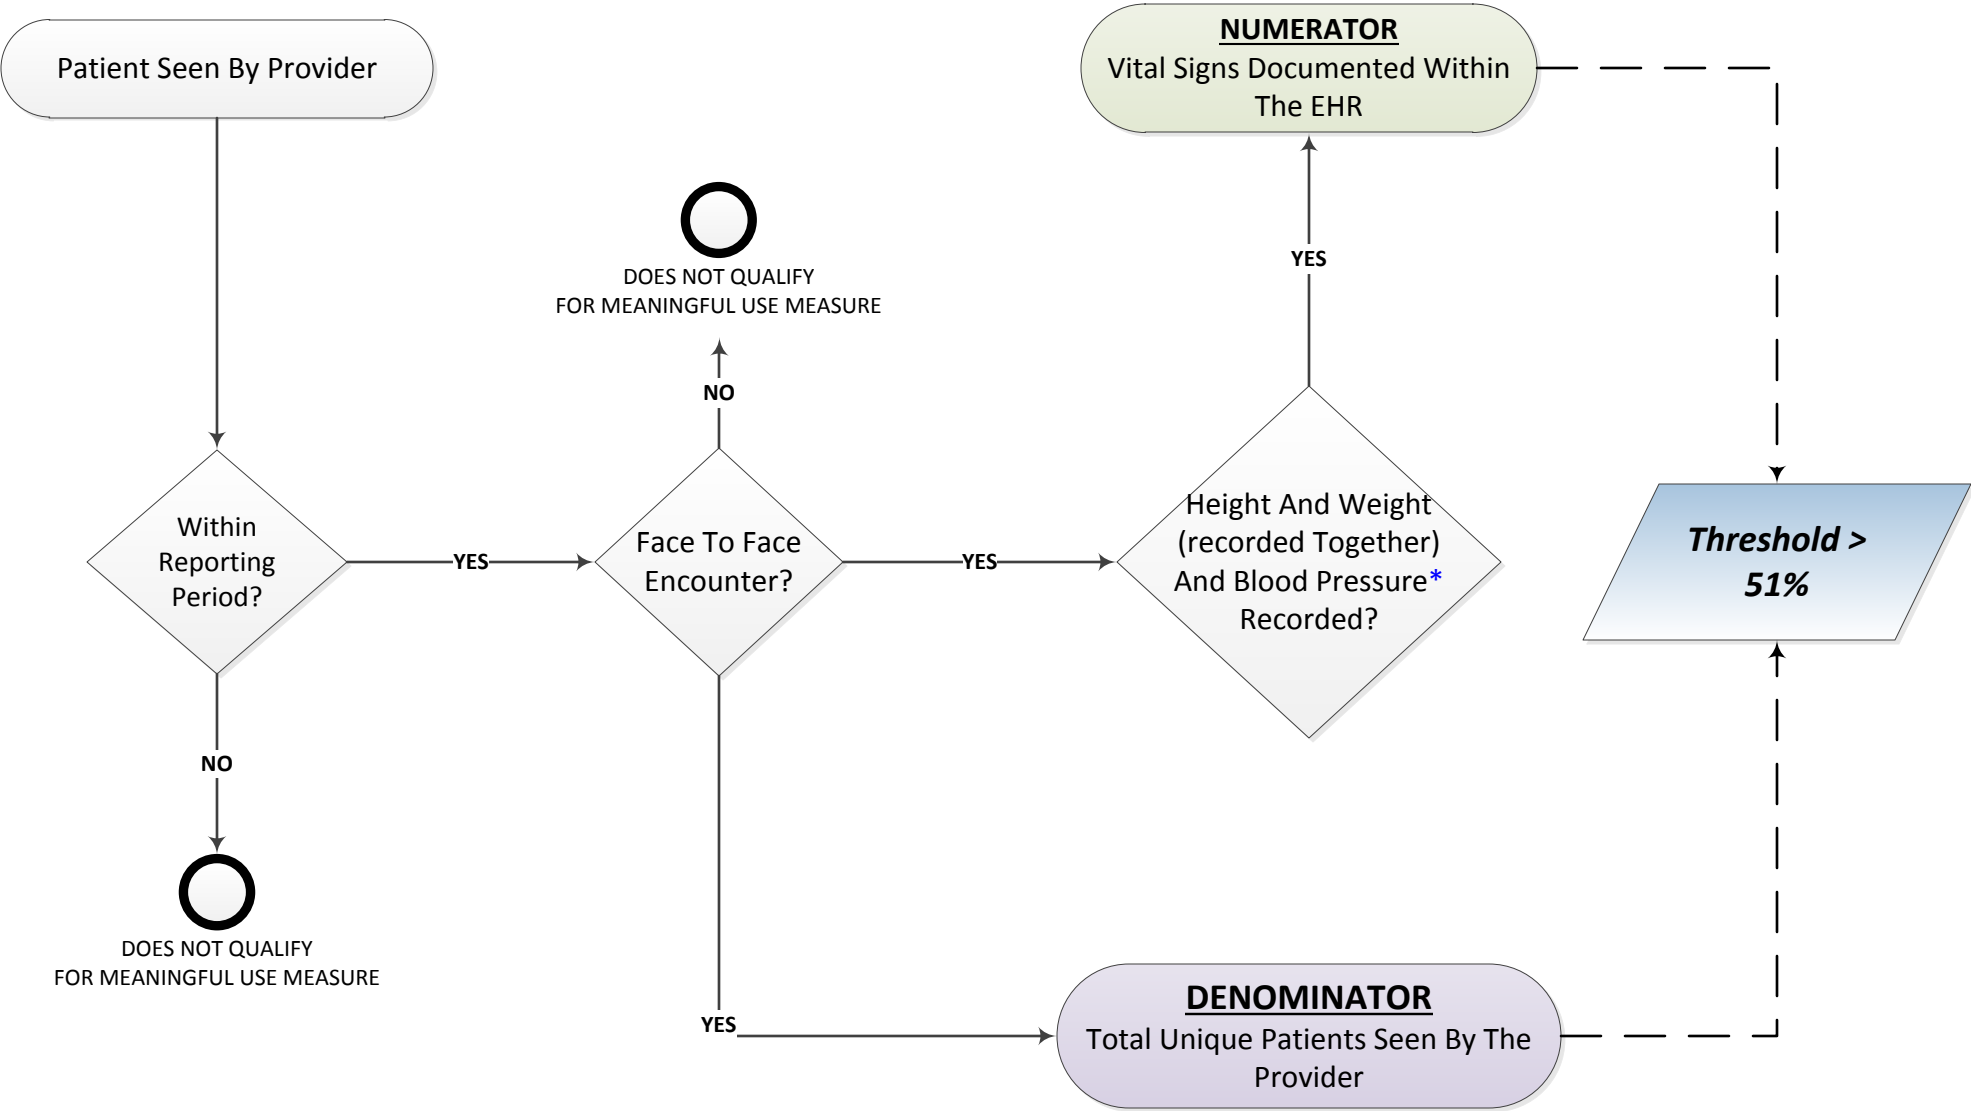 Patient Seen By Provider
NUMERATOR
Vital Signs Documented Within
The EHR
DOES NOT QUALIFY
FOR MEANINGFUL USE MEASURE
YES
NO
Within
Reporting
Period?
YES
Face To Face
Encounter?
YES
Height And Weight
(recorded Together)
And Blood Pressure*
Recorded?
Threshold >
51%
NO
DOES NOT QUALIFY
FOR MEANINGFUL USE MEASURE
YES
DENOMINATOR
Total Unique Patients Seen By The
Provider